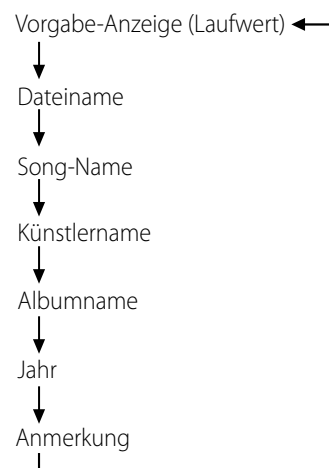 Vorgabe-Anzeige (Laufwert)
Dateiname
Song-Name
Künstlername
Albumname
Jahr
Anmerkung